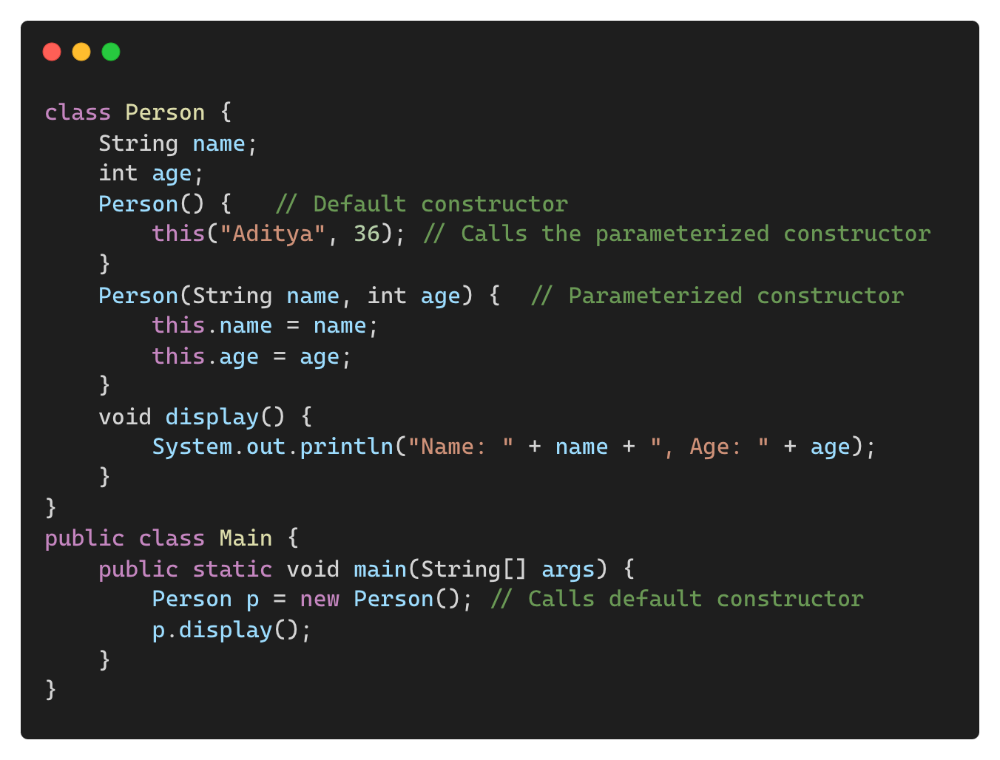 class Person {
    String name;
    int age;
    Person() {   // Default constructor
        this("Aditya", 36); // Calls the parameterized constructor
    }
    Person(String name, int age) {  // Parameterized constructor
        this.name = name;
        this.age = age;
    }
    void display() {
        System.out.println("Name: " + name + ", Age: " + age);
    }
}
public class Main {
    public static void main(String[] args) {
        Person p = new Person(); // Calls default constructor
        p.display();
    }
}